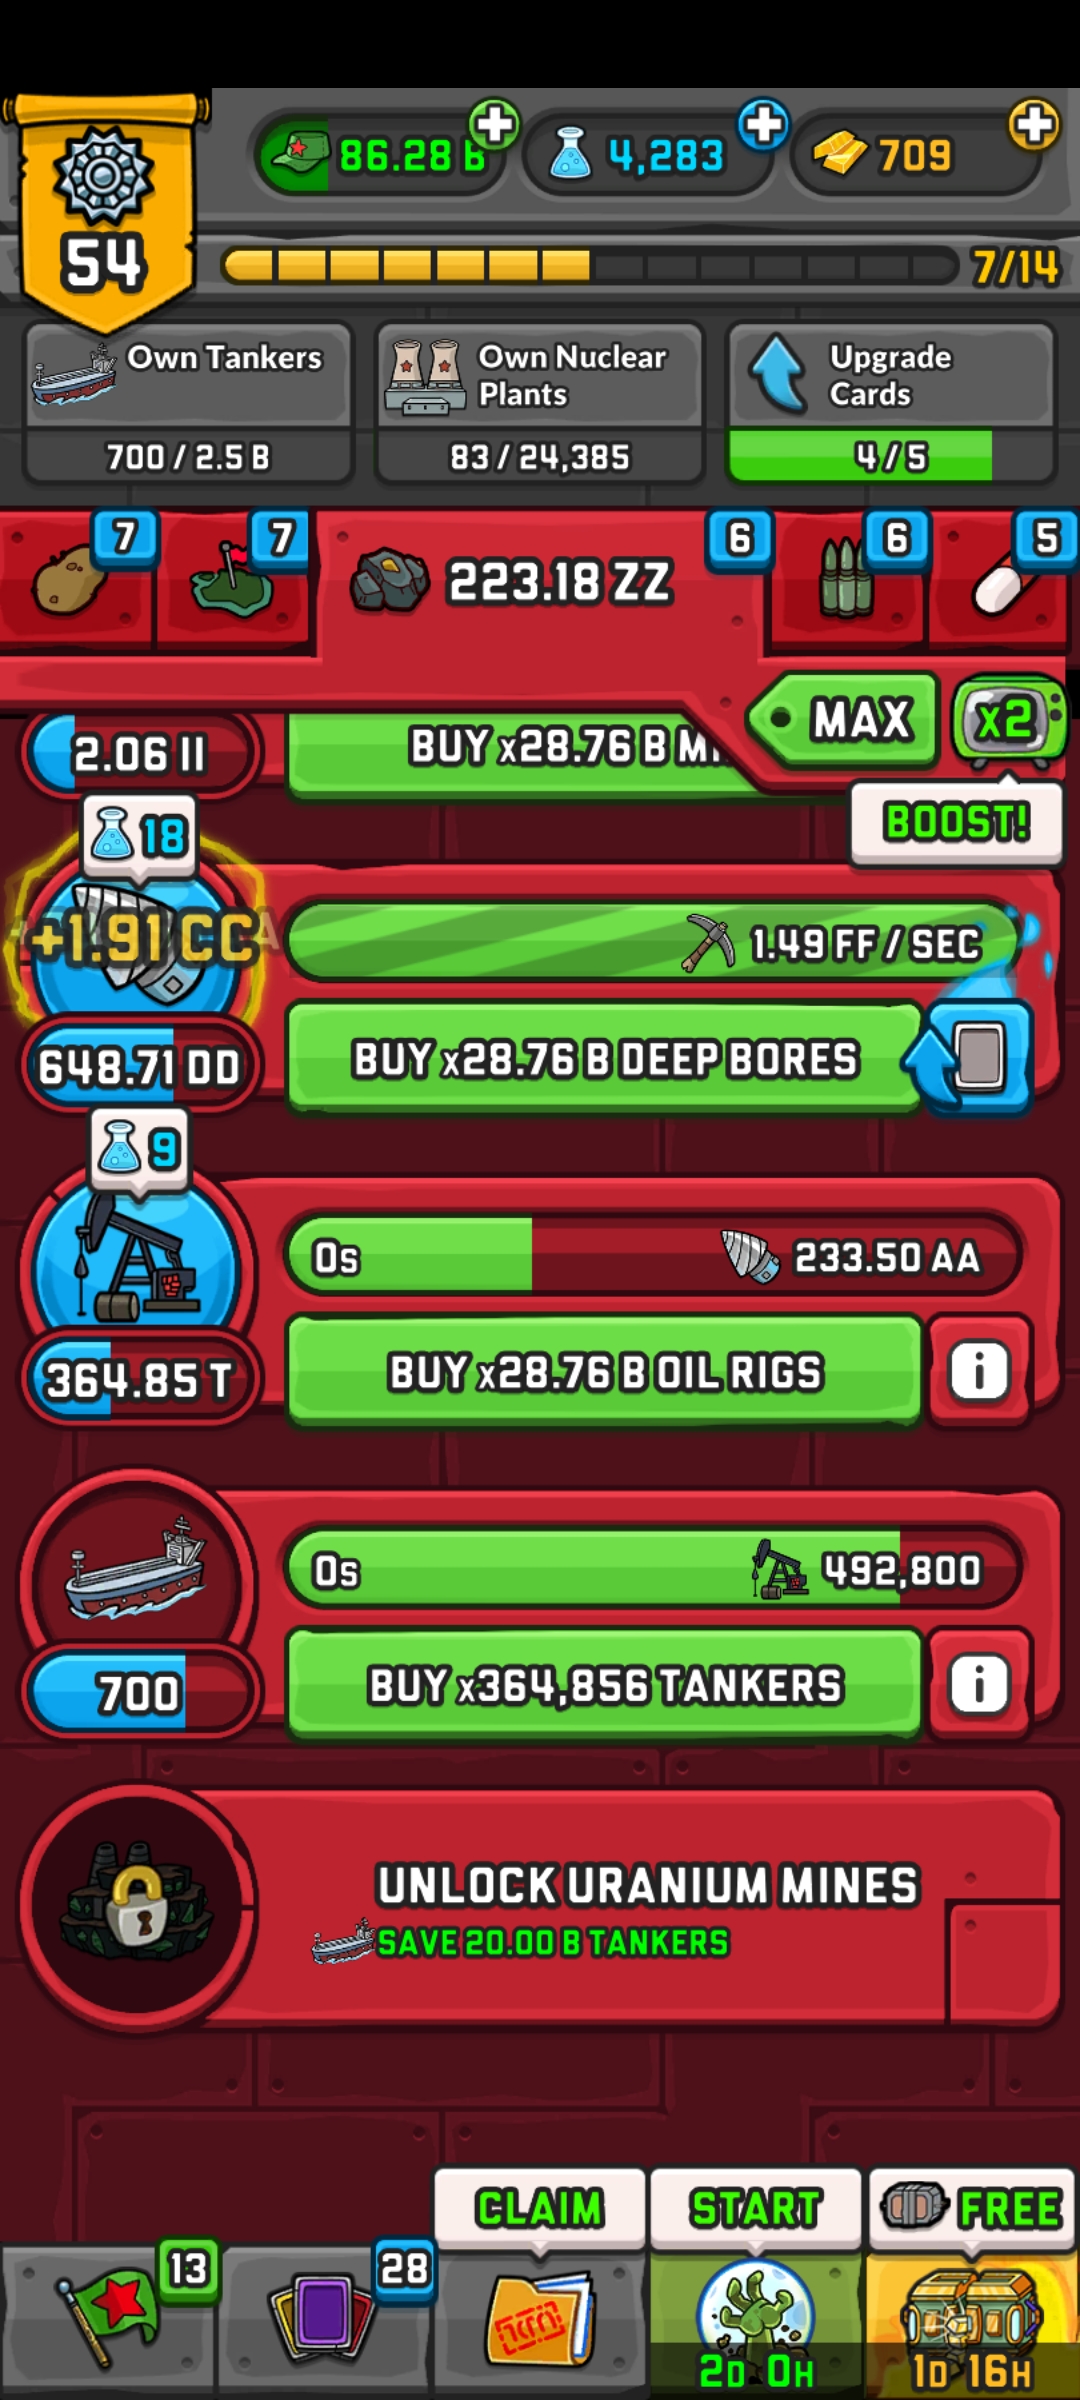 54
86.28 B
4,283
709
7/14
Own Tankers
700 / 2.5 B
Own Nuclear
Plants
83 / 24,385
Upgrade
Cards
4 / 5
7
7
223.18 ZZ
6
6
5
MAX
x2
BOOST!
2.06 II
BUY x28.76 B M
18
+1.91 CC
1.49 FF / SEC
648.71 DD
BUY x28.76 B DEEP BORES
9
0s
233.50 AA
364.85 T
BUY x28.76 B OIL RIGS
i
0s
492,800
700
BUY x364,856 TANKERS
i
UNLOCK URANIUM MINES
SAVE 20.00 B TANKERS
CLAIM
START
FREE
13
28
2D 0H
1D 16H